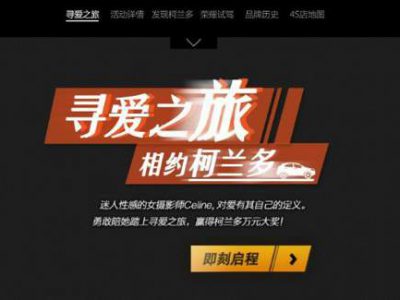 寻爱之旅 活动详情 发现柯兰多 荣耀试驾 品牌历史 4S店地图
寻爱之旅
相约柯兰多
迷人性感的女摄影师Celine, 对爱有其自己的定义。
勇敢陪她踏上寻爱之旅，赢得柯兰多万元大奖!
即刻启程